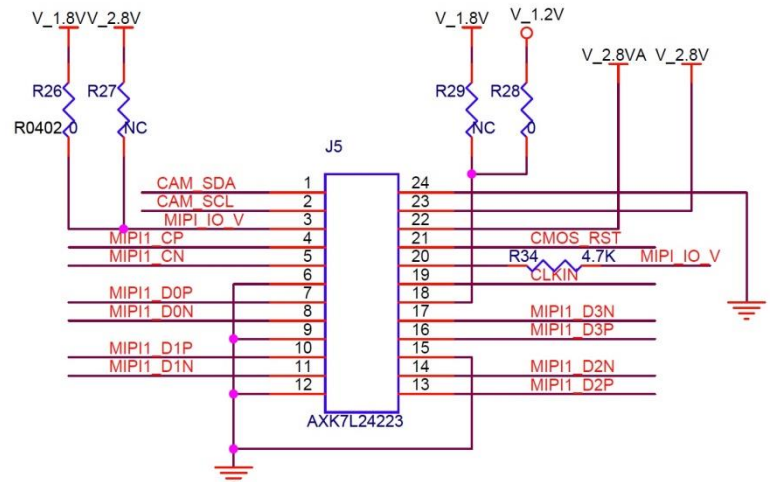 V_1.8V V_2.8V
V_1.8V
V_1.2V
V_2.8VA
V_2.8V
R26
R27
R0402 0
NC
R29
R28
NC
0
J5
CAM_SDA 1
CAM_SCL 2
MIPI_IO_V 3
MIPI1_CP 4
MIPI1_CN 5
6
MIPI1_D0P 7
MIPI1_D0N 8
9
MIPI1_D1P 10
MIPI1_D1N 11
12
24
23
22
21 CMOS_RST
20 R34 4.7K MIPI_IO_V
19 CLKIN
18
17 MIPI1_D3N
16 MIPI1_D3P
15
14 MIPI1_D2N
13 MIPI1_D2P
AXK7L24223